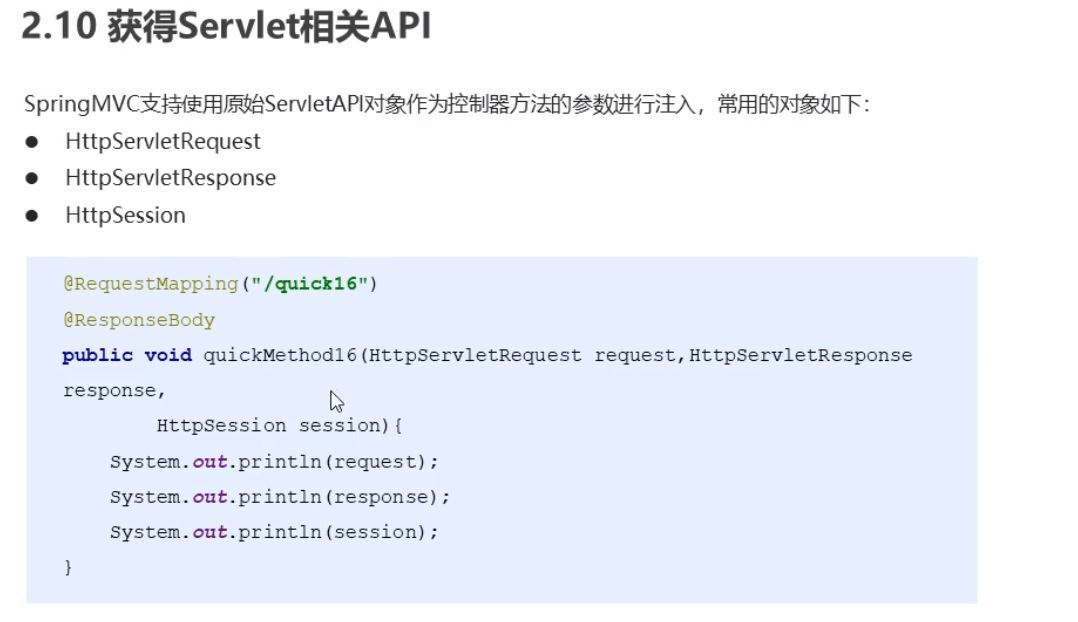 2.10 获得Servlet相关API
SpringMVC支持使用原始ServletAPI对象作为控制器方法的参数进行注入，常用的对象如下：
● HttpServletRequest
● HttpServletResponse
● HttpSession
@RequestMapping("/quick16")
@ResponseBody
public void quickMethod16(HttpServletRequest request,HttpServletResponse
response,
HttpSession session){
System.out.println(request);
System.out.println(response);
System.out.println(session);
}